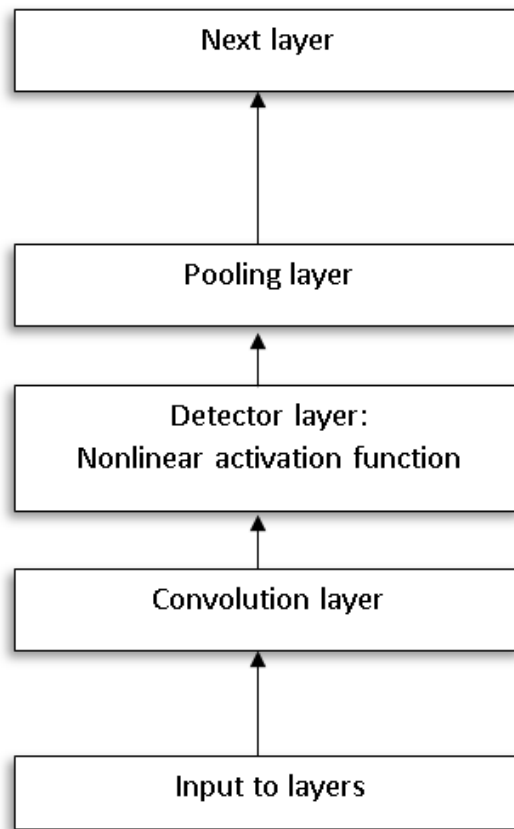 Next layer
Pooling layer
Detector layer:
Nonlinear activation function
Convolution layer
Input to layers